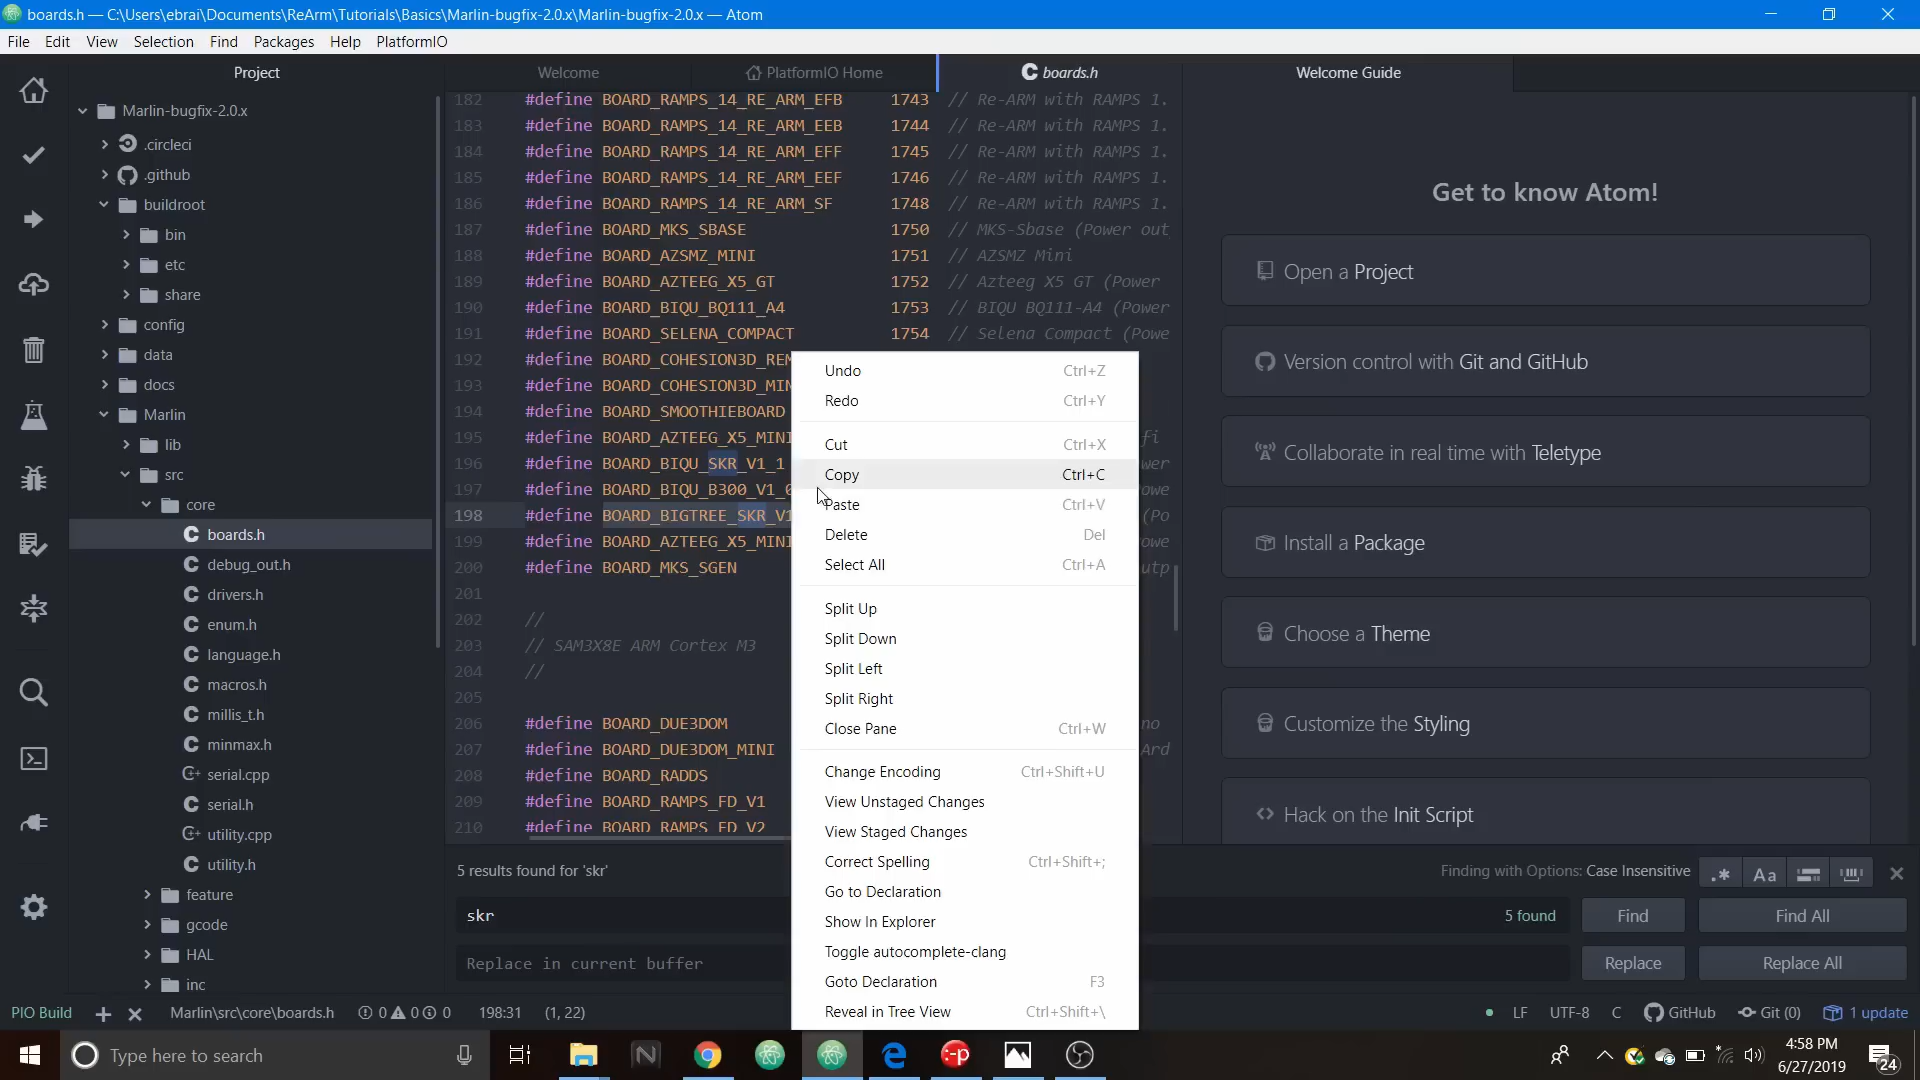 boards.h — C:\Users\ebrai\Documents\ReArm\Tutorials\Basics\Marlin-bugfix-2.0.x\Marlin-bugfix-2.0.x — Atom
File Edit View Selection Find Packages Help PlatformIO
Project
Welcome
PlatformIO Home
boards.h
Welcome Guide
Marlin-bugfix-2.0.x
.circleci
.github
buildroot
bin
etc
share
config
data
docs
Marlin
lib
src
core
boards.h
debug_out.h
drivers.h
enum.h
language.h
macros.h
millis_t.h
minmax.h
serial.cpp
serial.h
utility.cpp
utility.h
feature
gcode
HAL
inc
182 #define BOARD_RAMPS_14_RE_ARM_EFB 1743 // Re-ARM with RAMPS 1.
183 #define BOARD_RAMPS_14_RE_ARM_EEB 1744 // Re-ARM with RAMPS 1.
184 #define BOARD_RAMPS_14_RE_ARM_EFF 1745 // Re-ARM with RAMPS 1.
185 #define BOARD_RAMPS_14_RE_ARM_EEF 1746 // Re-ARM with RAMPS 1.
186 #define BOARD_RAMPS_14_RE_ARM_SF 1748 // Re-ARM with RAMPS 1.
187 #define BOARD_MKS_SBASE 1750 // MKS-Sbase (Power out
188 #define BOARD_AZSMZ_MINI 1751 // AZSMZ Mini
189 #define BOARD_AZTEEG_X5_GT 1752 // Azteeg X5 GT (Power
190 #define BOARD_BIQU_BQ111_A4 1753 // BIQU BQ111-A4 (Power
191 #define BOARD_SELENA_COMPACT 1754 // Selena Compact (Powe
192 #define BOARD_COHESION3D_REM
193 #define BOARD_COHESION3D_MIN
194 #define BOARD_SMOOTHIEBOARD
195 #define BOARD_AZTEEG_X5_MINI fi
196 #define BOARD_BIQU_SKR_V1_1 wer
197 #define BOARD_BIQU_B300_V1_0 owe
198 #define BOARD_BIGTREE_SKR_V1 (Po
199 #define BOARD_AZTEEG_X5_MINI owe
200 #define BOARD_MKS_SGEN utp
201
202 //
203 // SAM3X8E ARM Cortex M3
204 //
205
206 #define BOARD_DUE3DOM no
207 #define BOARD_DUE3DOM_MINI Ard
208 #define BOARD_RADDS
209 #define BOARD_RAMPS_FD_V1
210 #define BOARD_RAMPS_FD_V2
Undo Ctrl+Z
Redo Ctrl+Y
Cut Ctrl+X
Copy Ctrl+C
Paste Ctrl+V
Delete Del
Select All Ctrl+A
Split Up
Split Down
Split Left
Split Right
Close Pane Ctrl+W
Change Encoding Ctrl+Shift+U
View Unstaged Changes
View Staged Changes
Correct Spelling Ctrl+Shift+;
Go to Declaration
Show In Explorer
Toggle autocomplete-clang
Goto Declaration F3
Reveal in Tree View Ctrl+Shift+\
Get to know Atom!
Open a Project
Version control with Git and GitHub
Collaborate in real time with Teletype
Install a Package
Choose a Theme
Customize the Styling
Hack on the Init Script
5 results found for 'skr'
Finding with Options: Case Insensitive
.* Aa
skr
5 found
Find
Find All
Replace in current buffer
Replace
Replace All
PIO Build
Marlin\src\core\boards.h 0 0 0 198:31 (1, 22)
LF UTF-8 C GitHub Git (0) 1 update
Type here to search
4:58 PM
6/27/2019
24